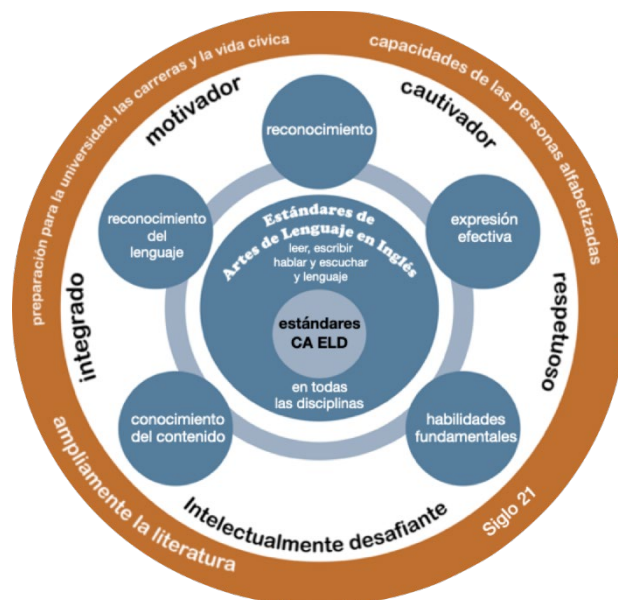 preparación para la universidad, las carreras y la vida cívica
capacidades de las personas alfabetizadas
motivador
cautivador
reconocimiento
reconocimiento
del
lenguaje
expresión
efectiva
Estándares de
Artes de Lenguaje en Inglés
leer, escribir
hablar y escuchar
y lenguaje
estándares
CA ELD
en todas
las disciplinas
integrado
respetuoso
conocimiento
del contenido
habilidades
fundamentales
Intelectualmente desafiante
ampliamente la literatura
Siglo 21